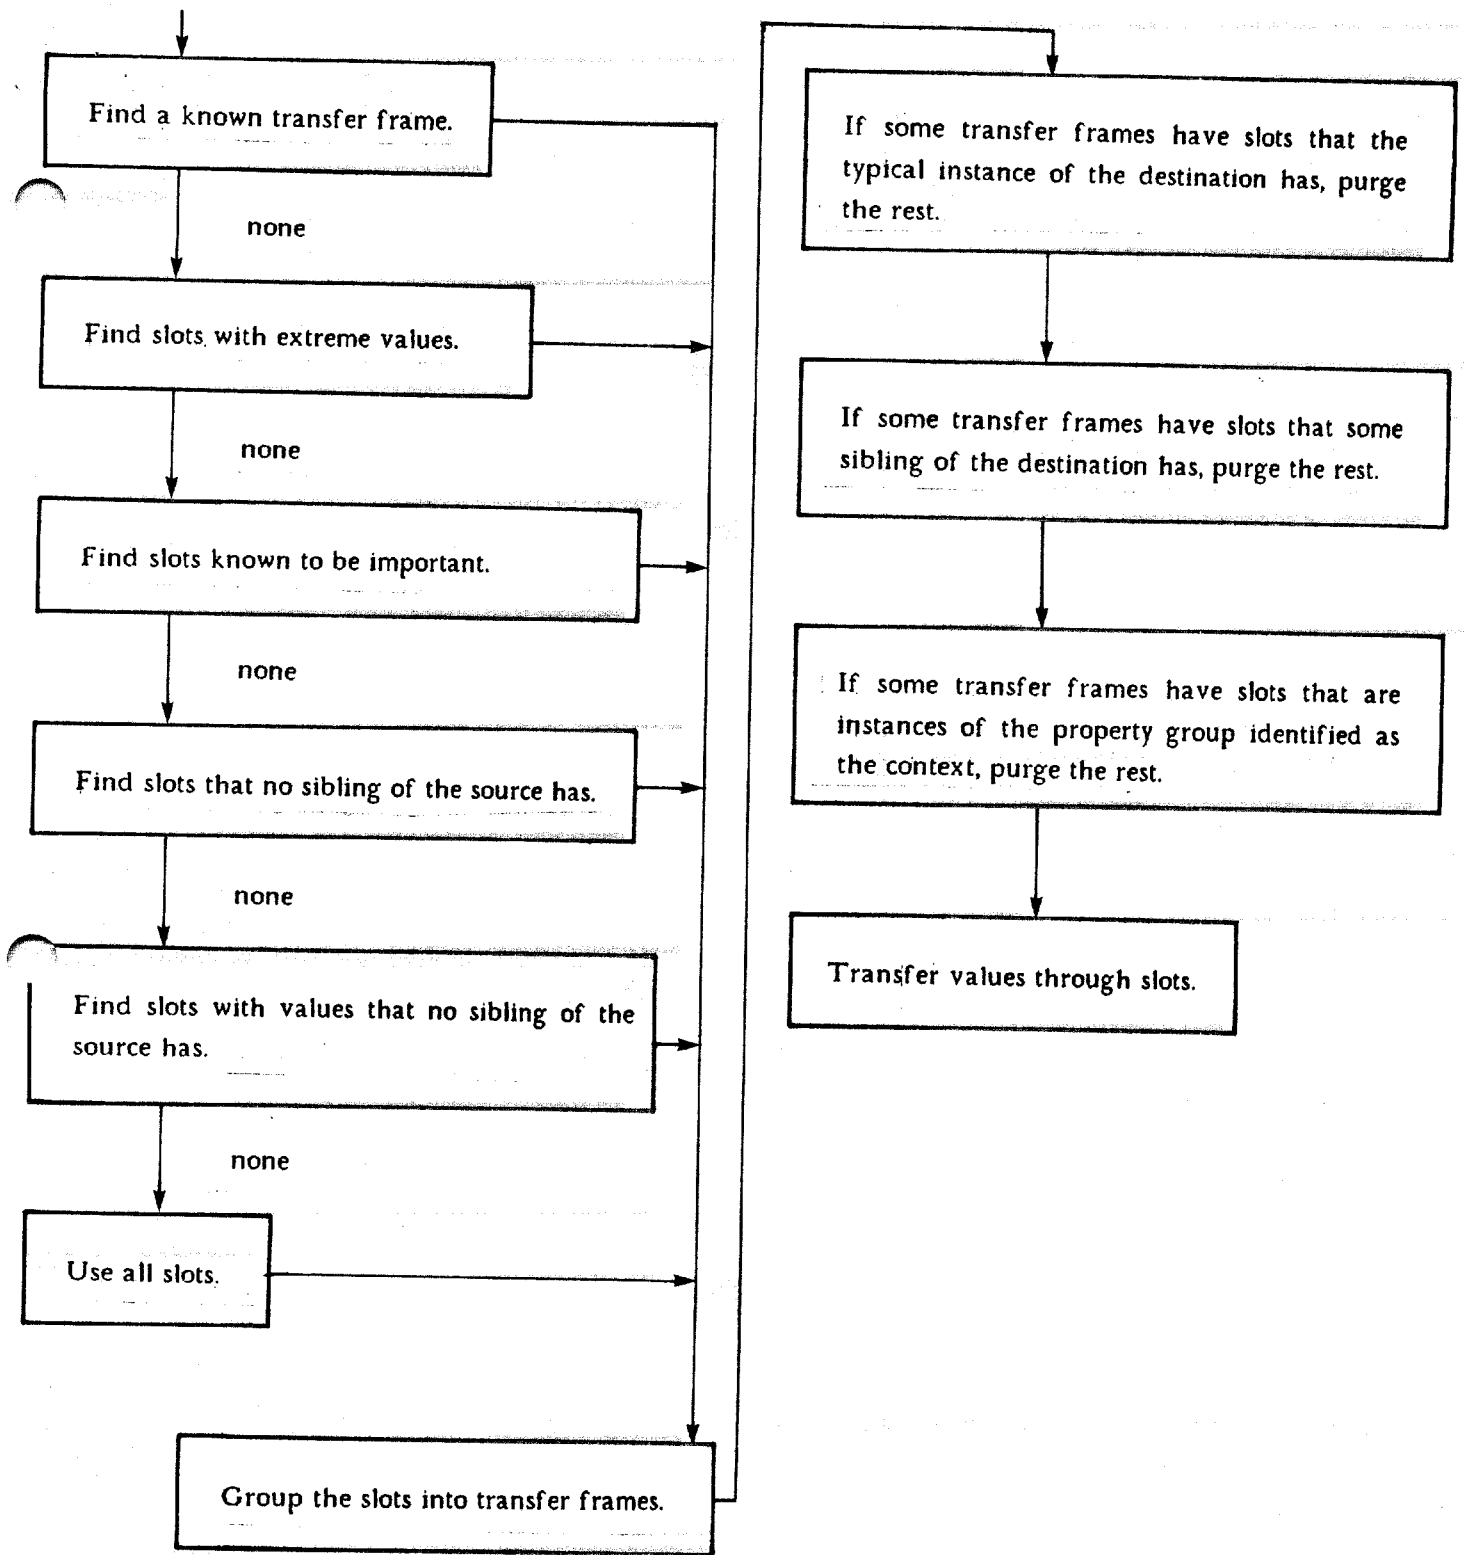 Find a known transfer frame.
none
Find slots with extreme values.
none
Find slots known to be important.
none
Find slots that no sibling of the source has.
none
Find slots with values that no sibling of the
source has.
none
Use all slots.
Group the slots into transfer frames.
If some transfer frames have slots that the
typical instance of the destination has, purge
the rest.
If some transfer frames have slots that some
sibling of the destination has, purge the rest.
If some transfer frames have slots that are
instances of the property group identified as
the context, purge the rest.
Transfer values through slots.